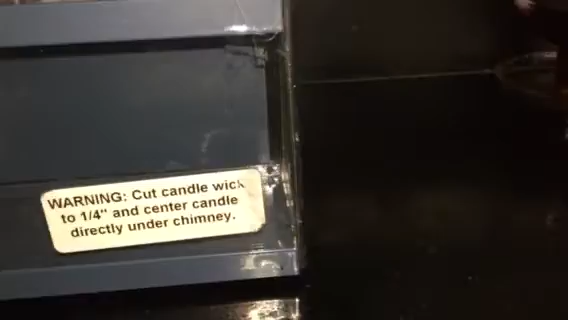 WARNING: Cut candle wick
to 1/4" and center candle
directly under chimney.